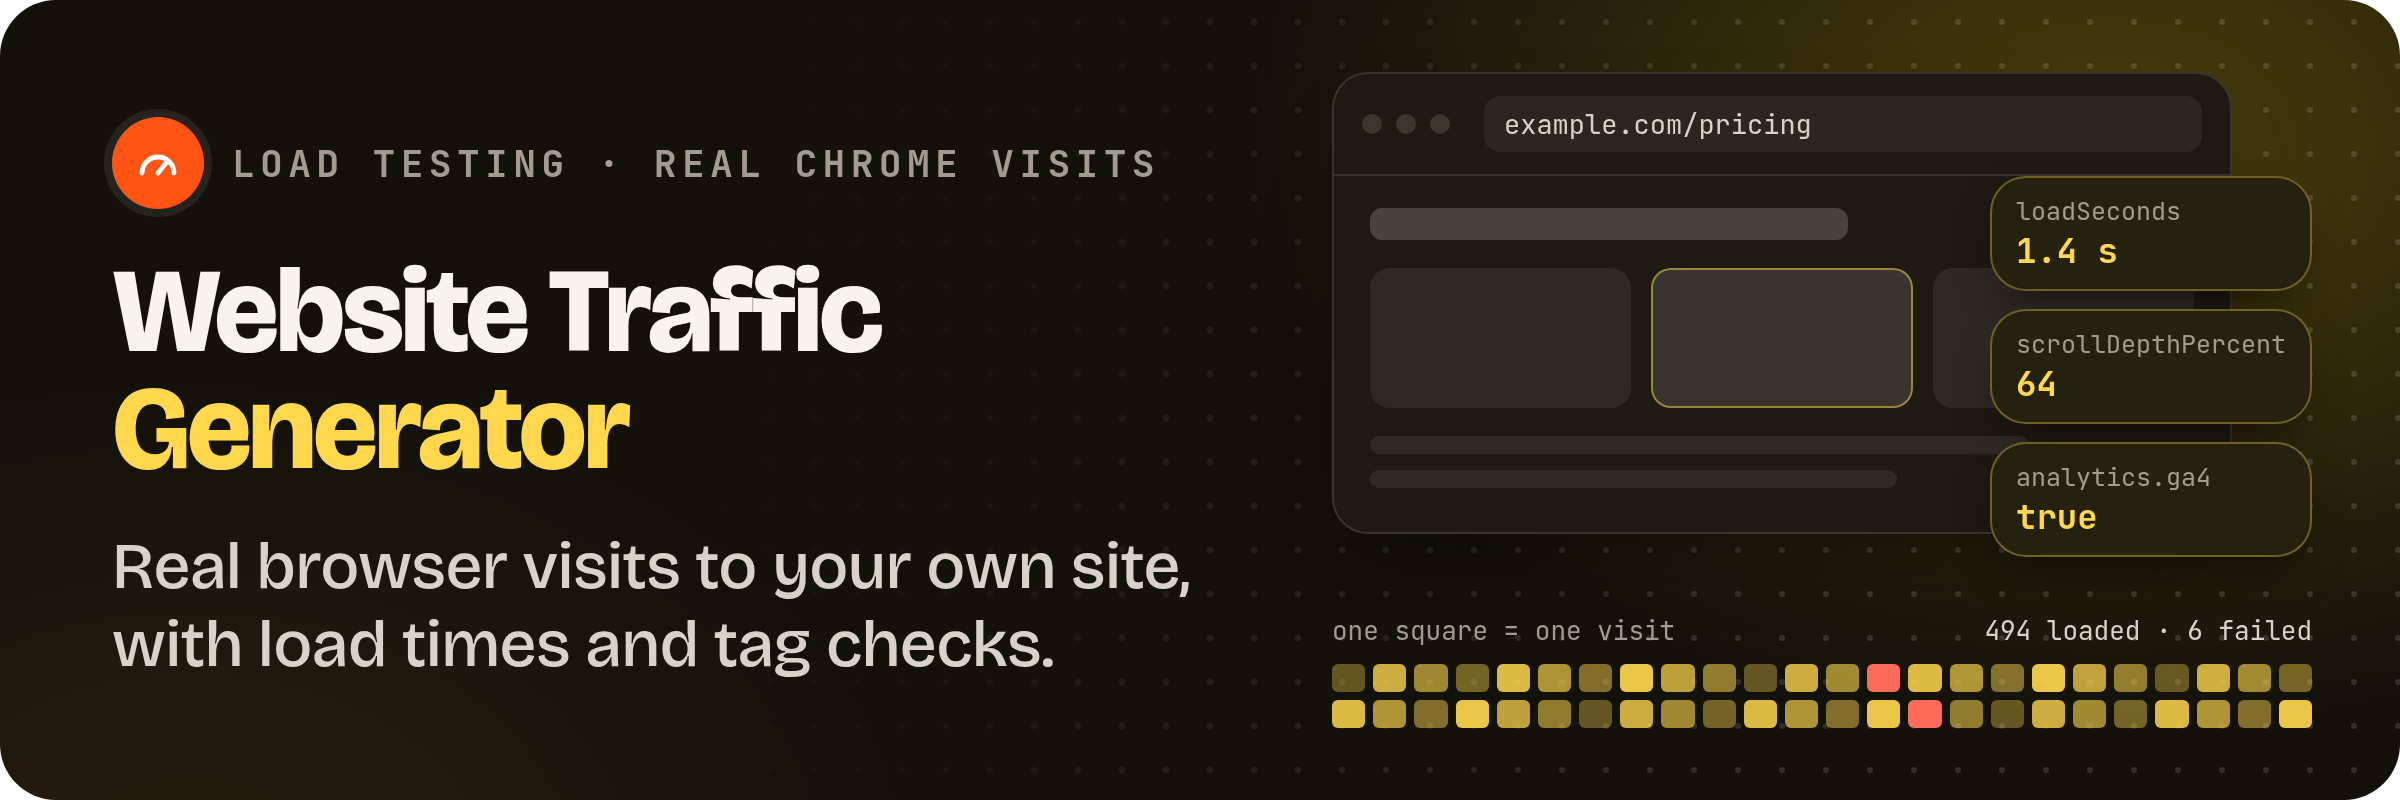 LOAD TESTING · REAL CHROME VISITS
Website Traffic
Generator
Real browser visits to your own site,
with load times and tag checks.
example.com/pricing
loadSeconds
1.4 s
scrollDepthPercent
64
analytics.ga4
true
one square = one visit
494 loaded · 6 failed